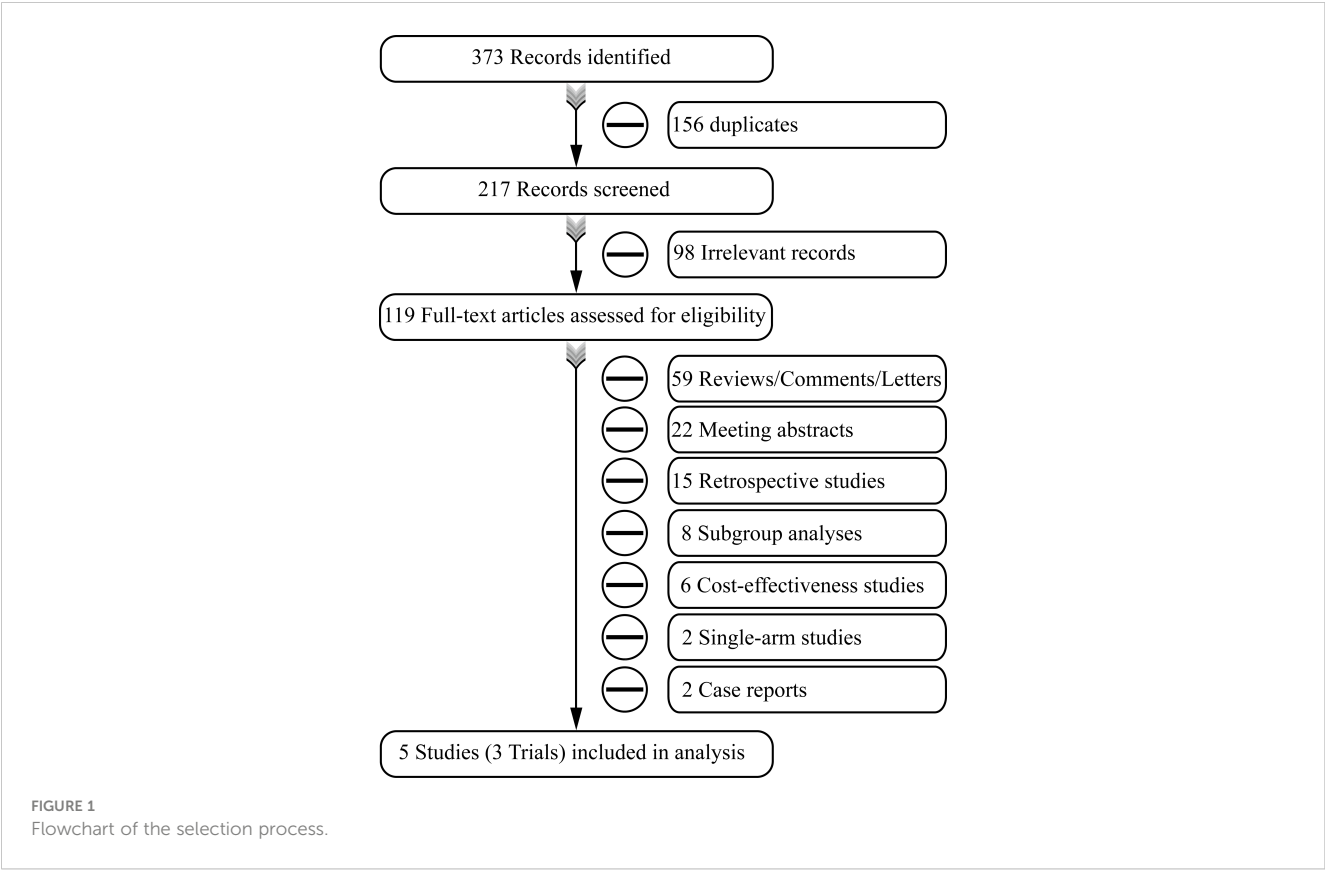 373 Records identified
156 duplicates
217 Records screened
98 Irrelevant records
119 Full-text articles assessed for eligibility
59 Reviews/Comments/Letters
22 Meeting abstracts
15 Retrospective studies
8 Subgroup analyses
6 Cost-effectiveness studies
2 Single-arm studies
2 Case reports
5 Studies (3 Trials) included in analysis
FIGURE 1
Flowchart of the selection process.